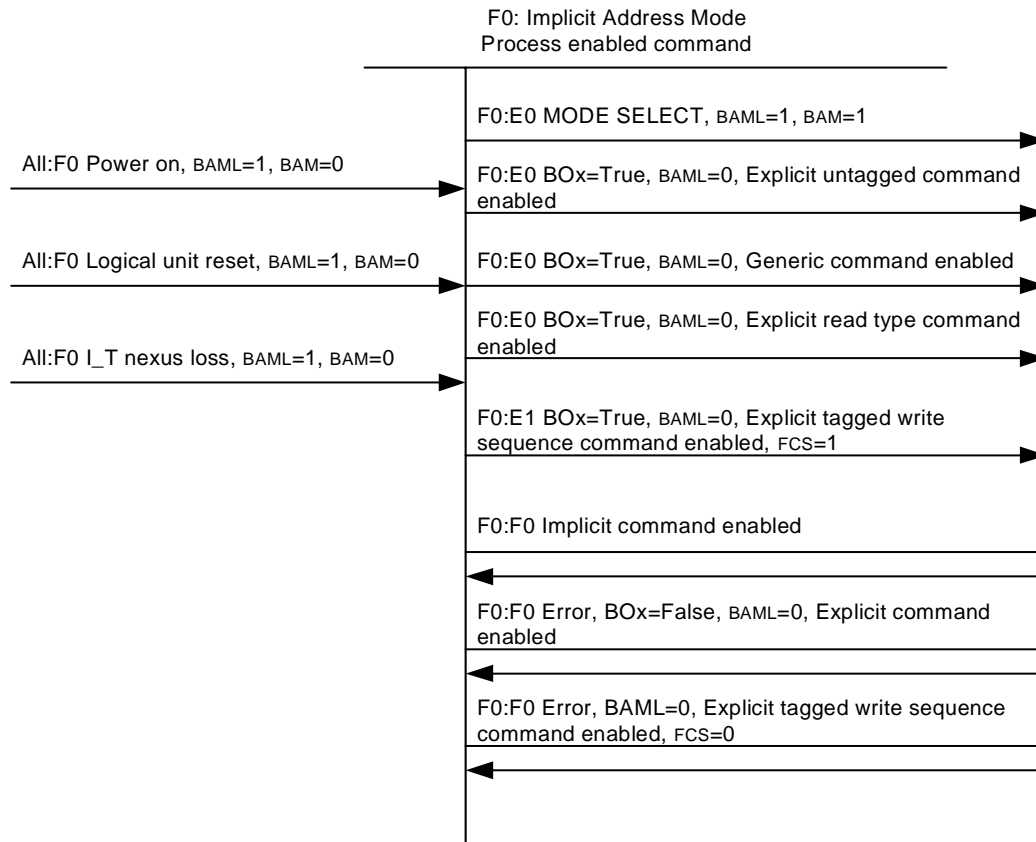 F0: Implicit Address Mode
Process enabled command
F0:E0 MODE SELECT, BAML=1, BAM=1
All:F0 Power on, BAML=1, BAM=0
F0:E0 BOx=True, BAML=0, Explicit untagged command
enabled
All:F0 Logical unit reset, BAML=1, BAM=0
F0:E0 BOx=True, BAML=0, Generic command enabled
F0:E0 BOx=True, BAML=0, Explicit read type command
enabled
All:F0 I_T nexus loss, BAML=1, BAM=0
F0:E1 BOx=True, BAML=0, Explicit tagged write
sequence command enabled, FCS=1
F0:F0 Implicit command enabled
F0:F0 Error, BOx=False, BAML=0, Explicit command
enabled
F0:F0 Error, BAML=0, Explicit tagged write sequence
command enabled, FCS=0